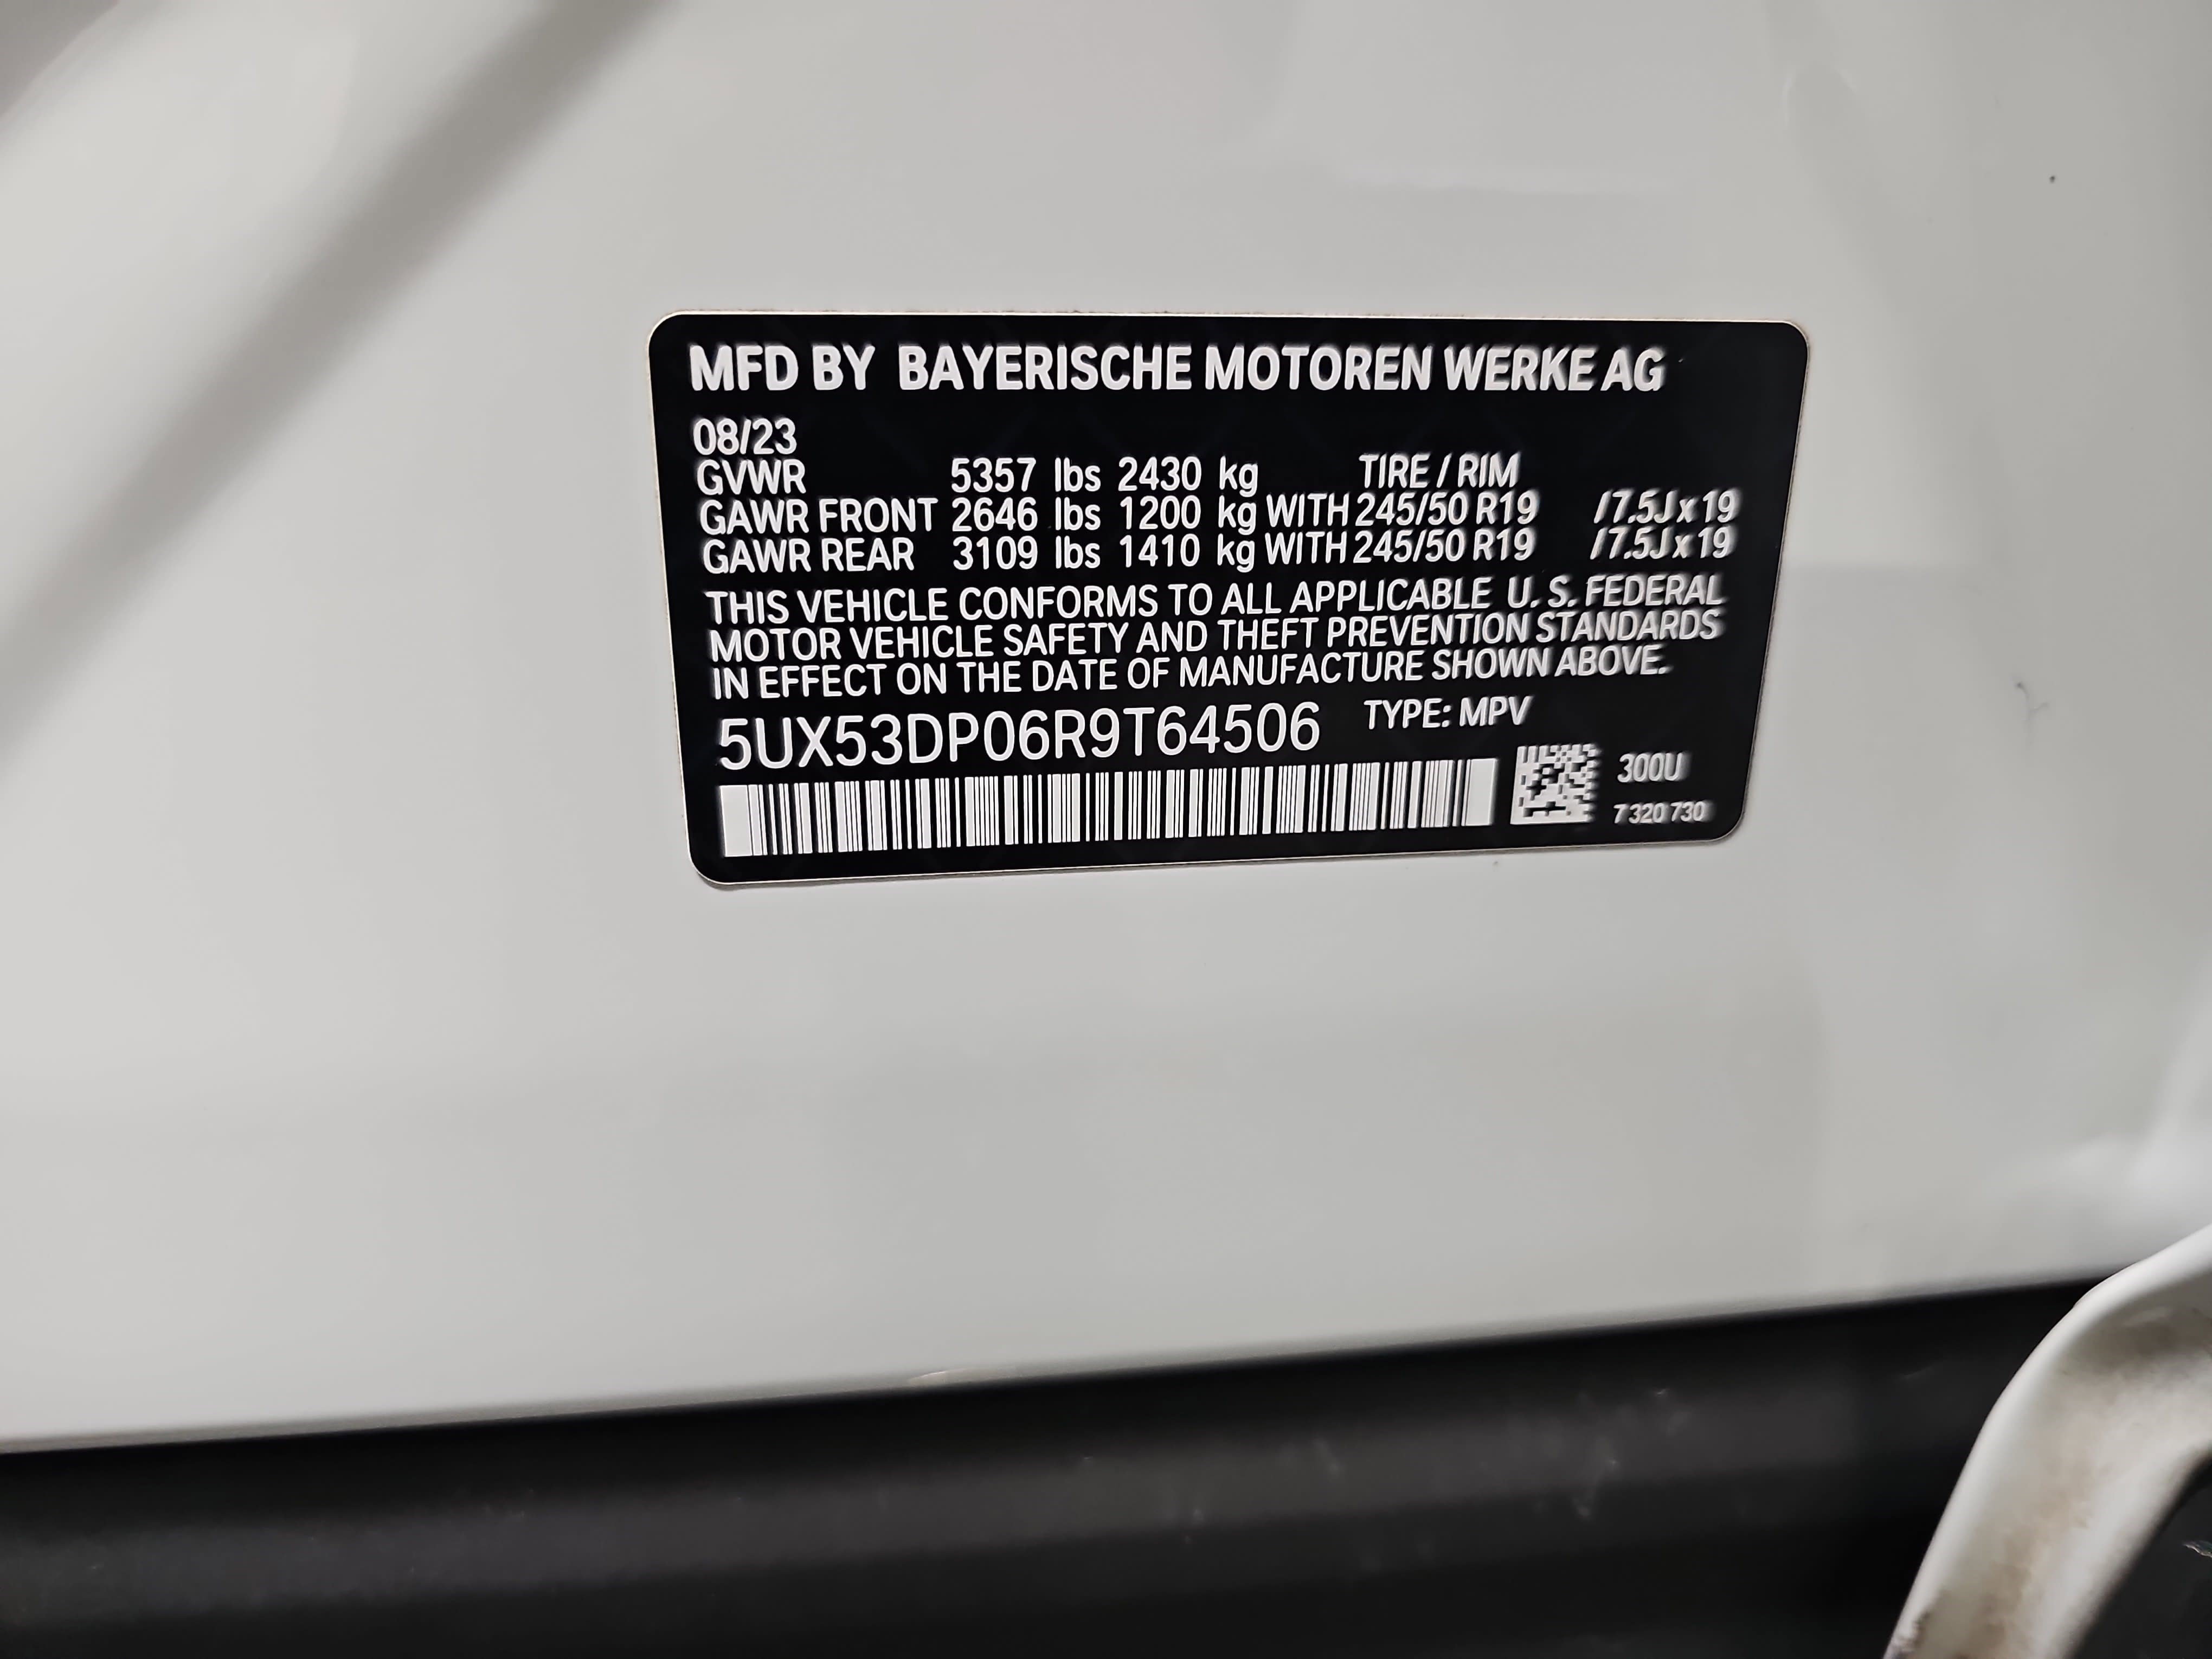 MFD BY BAYERISCHE MOTOREN WERKE AG
08/23
GVWR 5357 lbs 2430 kg TIRE / RIM
GAWR FRONT 2646 lbs 1200 kg WITH 245/50 R19 / 7.5J x 19
GAWR REAR 3109 lbs 1410 kg WITH 245/50 R19 / 7.5J x 19
THIS VEHICLE CONFORMS TO ALL APPLICABLE U. S. FEDERAL
MOTOR VEHICLE SAFETY AND THEFT PREVENTION STANDARDS
IN EFFECT ON THE DATE OF MANUFACTURE SHOWN ABOVE.
5UX53DP06R9T64506 TYPE: MPV
300U
7 320 730